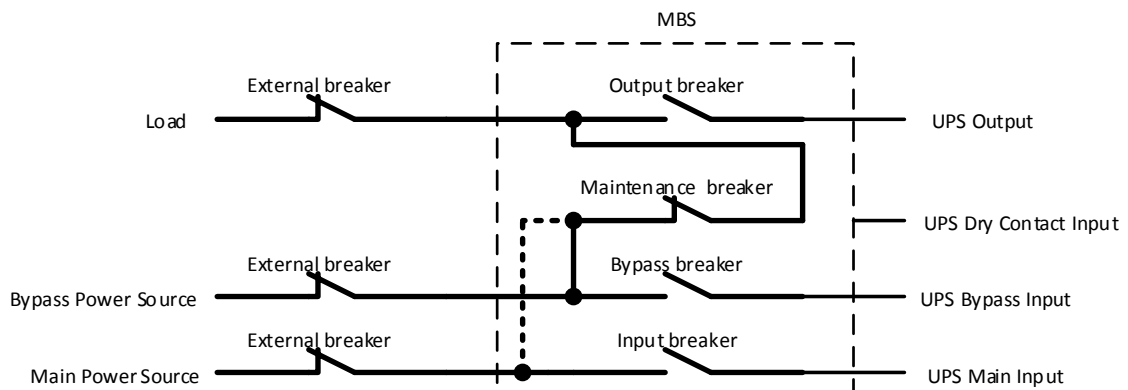 MBS
External breaker
Output breaker
Load
UPS Output
Maintenance breaker
UPS Dry Contact Input
External breaker
Bypass breaker
Bypass Power Source
UPS Bypass Input
External breaker
Input breaker
Main Power Source
UPS Main Input